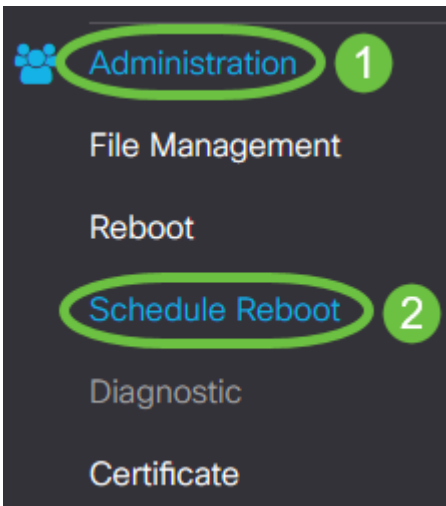 Administration 1
File Management
Reboot
Schedule Reboot 2
Diagnostic
Certificate